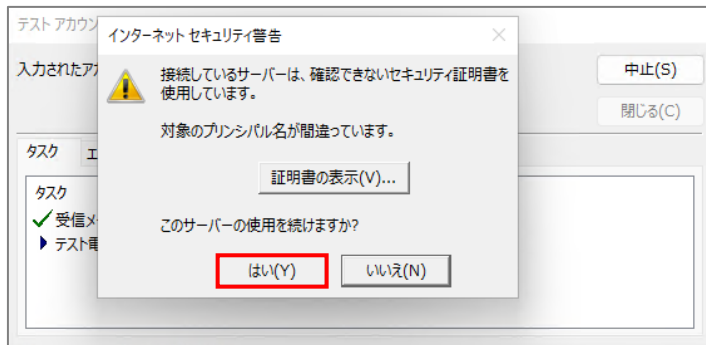 テスト アカウン
インターネット セキュリティ警告
入力されたア
接続しているサーバーは、確認できないセキュリティ証明書を
使用しています。
中止(S)
閉じる(C)
対象のプリンシパル名が間違っています。
タスク
証明書の表示(V)...
タスク
受信メ
このサーバーの使用を続けますか?
テスト電
はい(Y)
いいえ(N)